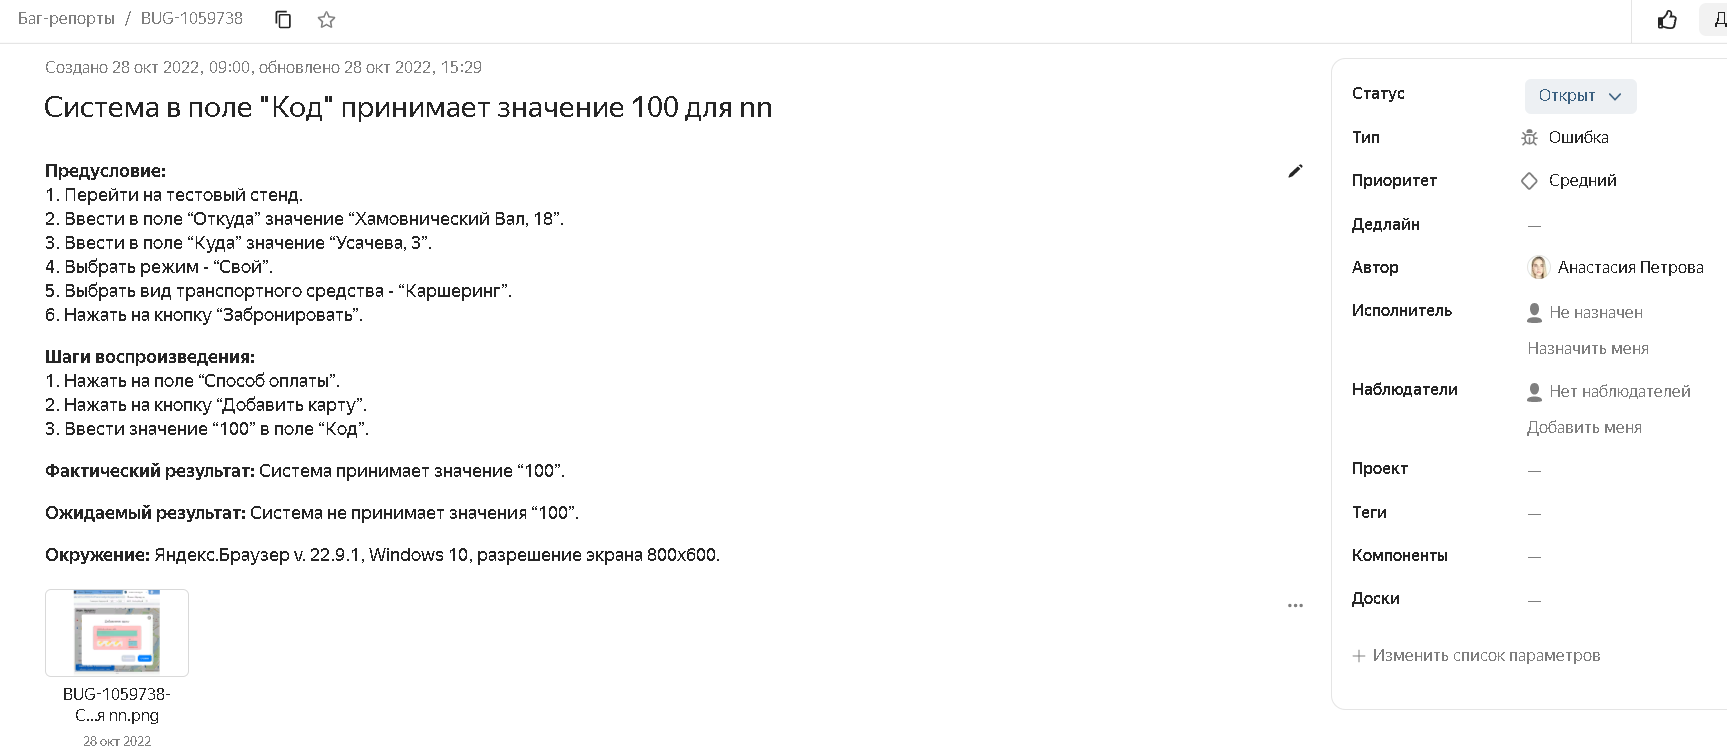 Баг-репорты / BUG-1059738
Создано 28 окт 2022, 09:00, обновлено 28 окт 2022, 15:29
Система в поле "Код" принимает значение 100 для nn
Предусловие:
1. Перейти на тестовый стенд.
2. Ввести в поле “Откуда” значение “Хамовнический Вал, 18”.
3. Ввести в поле “Куда” значение “Усачева, 3”.
4. Выбрать режим - “Свой”.
5. Выбрать вид транспортного средства - “Каршеринг”.
6. Нажать на кнопку “Забронировать”.
Шаги воспроизведения:
1. Нажать на поле “Способ оплаты”.
2. Нажать на кнопку “Добавить карту”.
3. Ввести значение “100” в поле “Код”.
Фактический результат: Система принимает значение “100”.
Ожидаемый результат: Система не принимает значения “100”.
Окружение: Яндекс.Браузер v. 22.9.1, Windows 10, разрешение экрана 800x600.
BUG-1059738-
С...я nn.png
28 окт 2022
Статус Открыт
Тип Ошибка
Приоритет Средний
Дедлайн —
Автор Анастасия Петрова
Исполнитель Не назначен
Назначить меня
Наблюдатели Нет наблюдателей
Добавить меня
Проект —
Теги —
Компоненты —
Доски —
+ Изменить список параметров